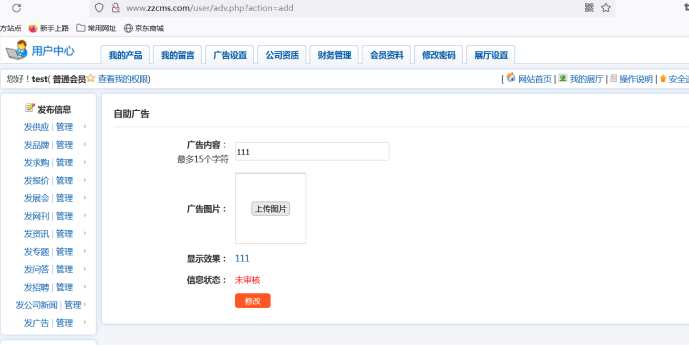 www.zzcms.com/user/adv.php?action=add
方站点 新手上路 常用网址 京东商城
用户中心
我的产品 我的留言 广告设置 公司资质 财务管理 会员资料 修改密码 展厅设置
您好！test( 普通会员 查看我的权限) [ 网站首页 | 我的展厅 | 操作说明 | 安全
发布信息
发供应 | 管理
发品牌 | 管理
发求购 | 管理
发报价 | 管理
发展会 | 管理
发网刊 | 管理
发资讯 | 管理
发专题 | 管理
发问答 | 管理
发招聘 | 管理
发公司新闻 | 管理
发广告 | 管理
自助广告
广告内容： 111
最多15个字符
广告图片： 上传图片
显示效果： 111
信息状态： 未审核
修改